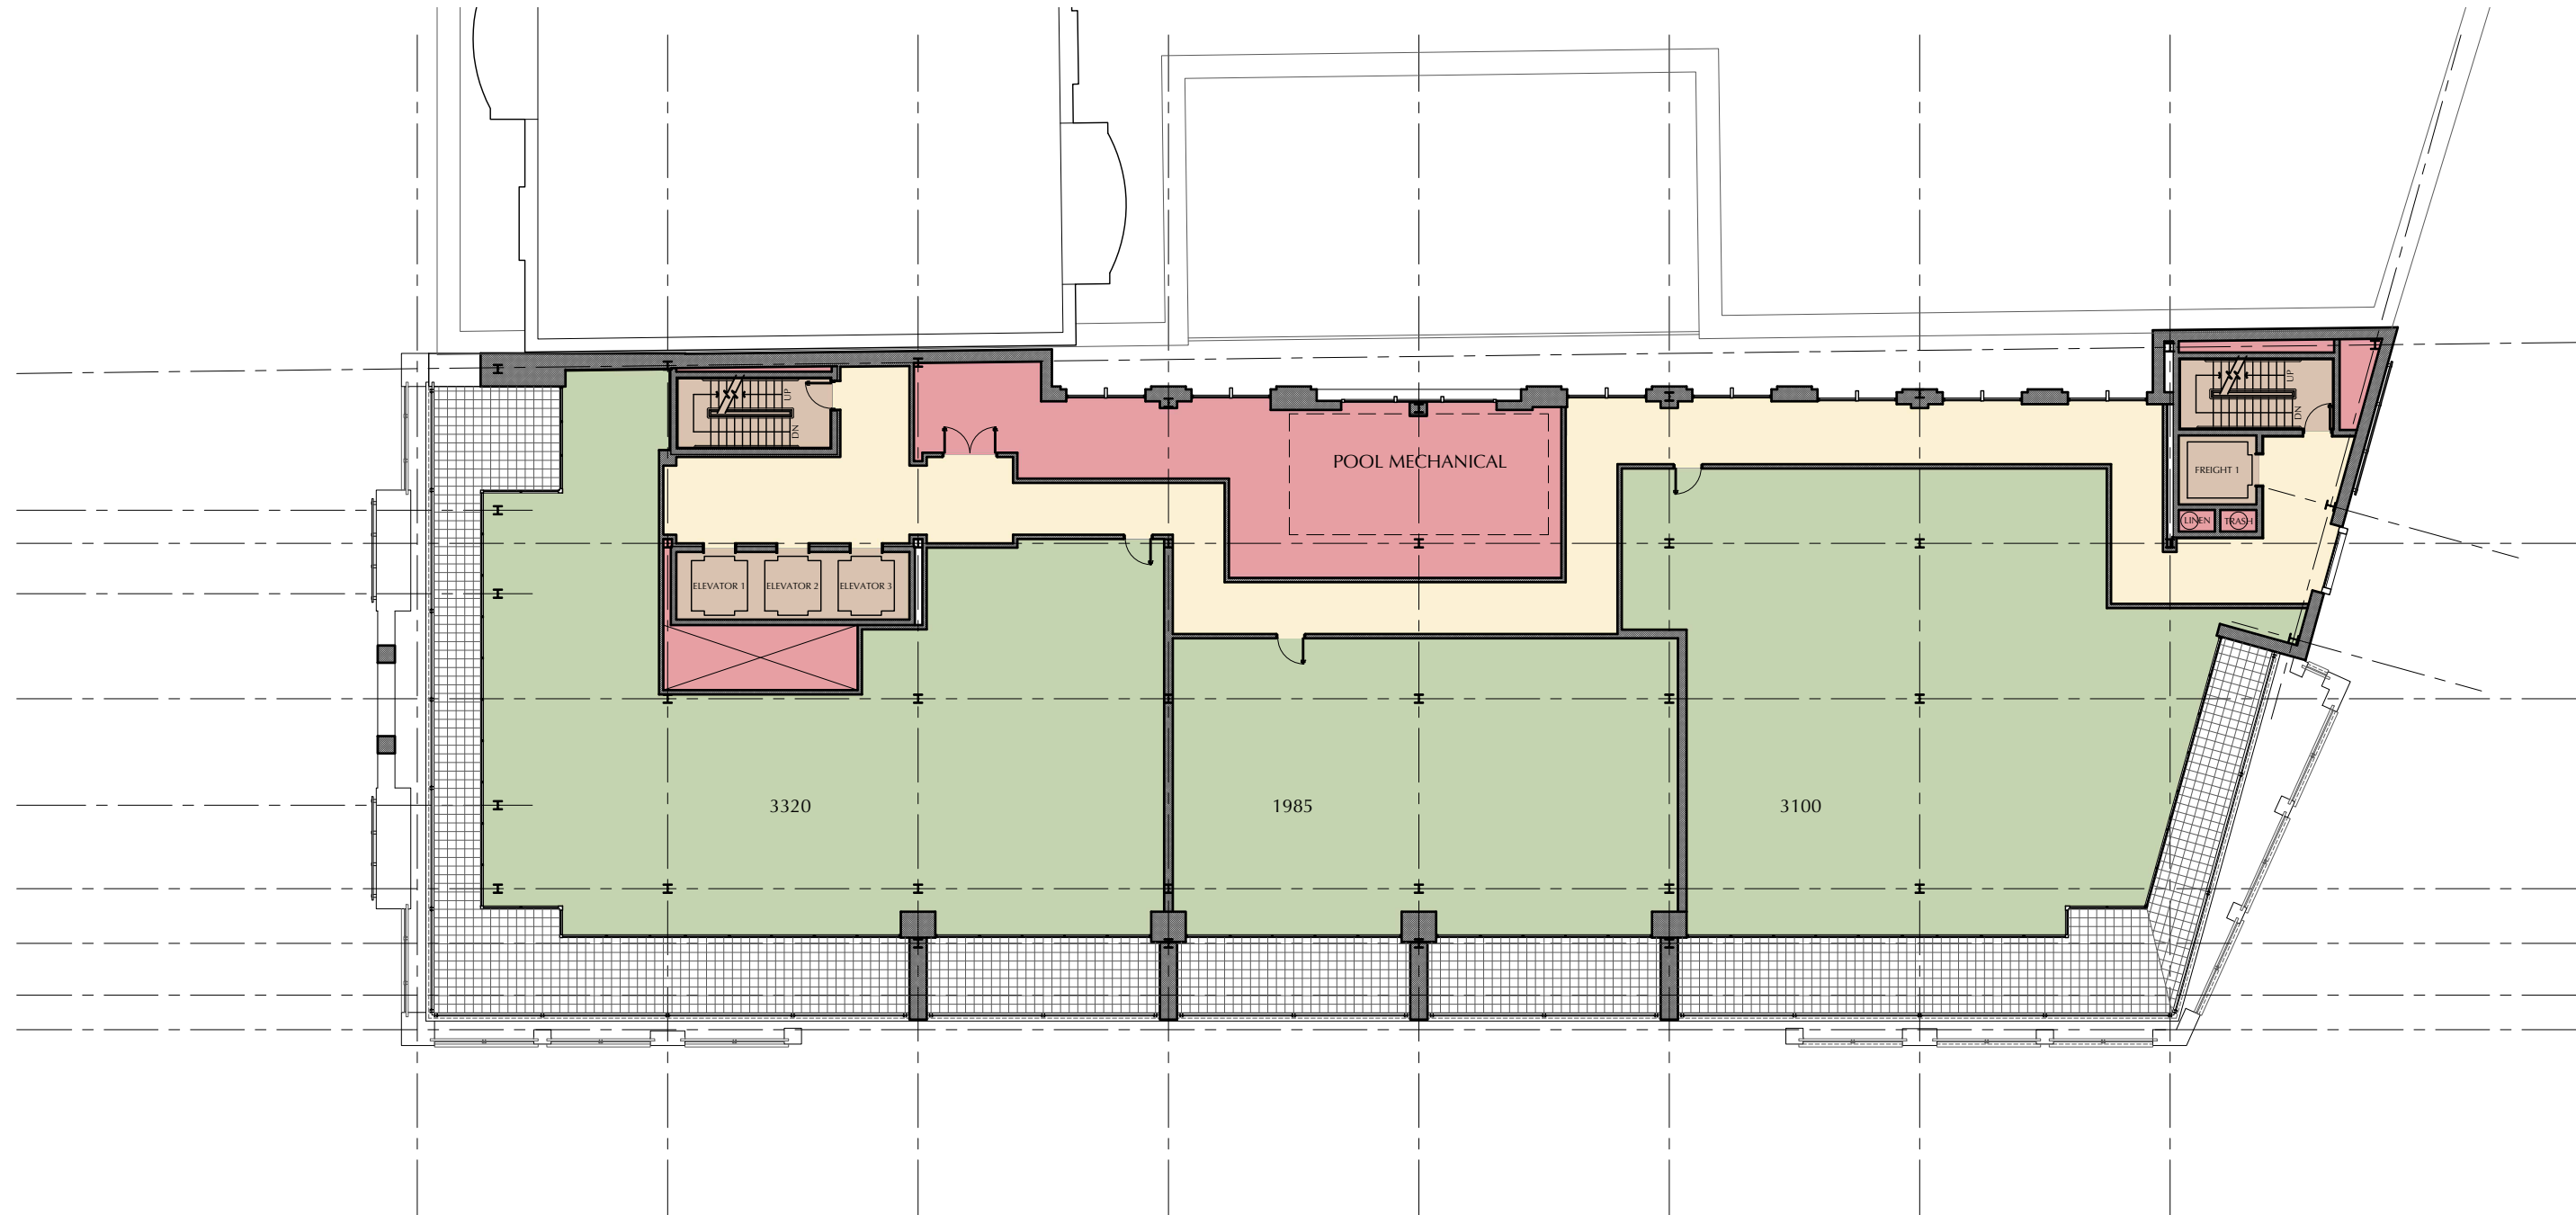 UP
DN
POOL MECHANICAL
UP
DN
FREIGHT 1
LINEN
TRASH
ELEVATOR 1
ELEVATOR 2
ELEVATOR 3
3320
1985
3100